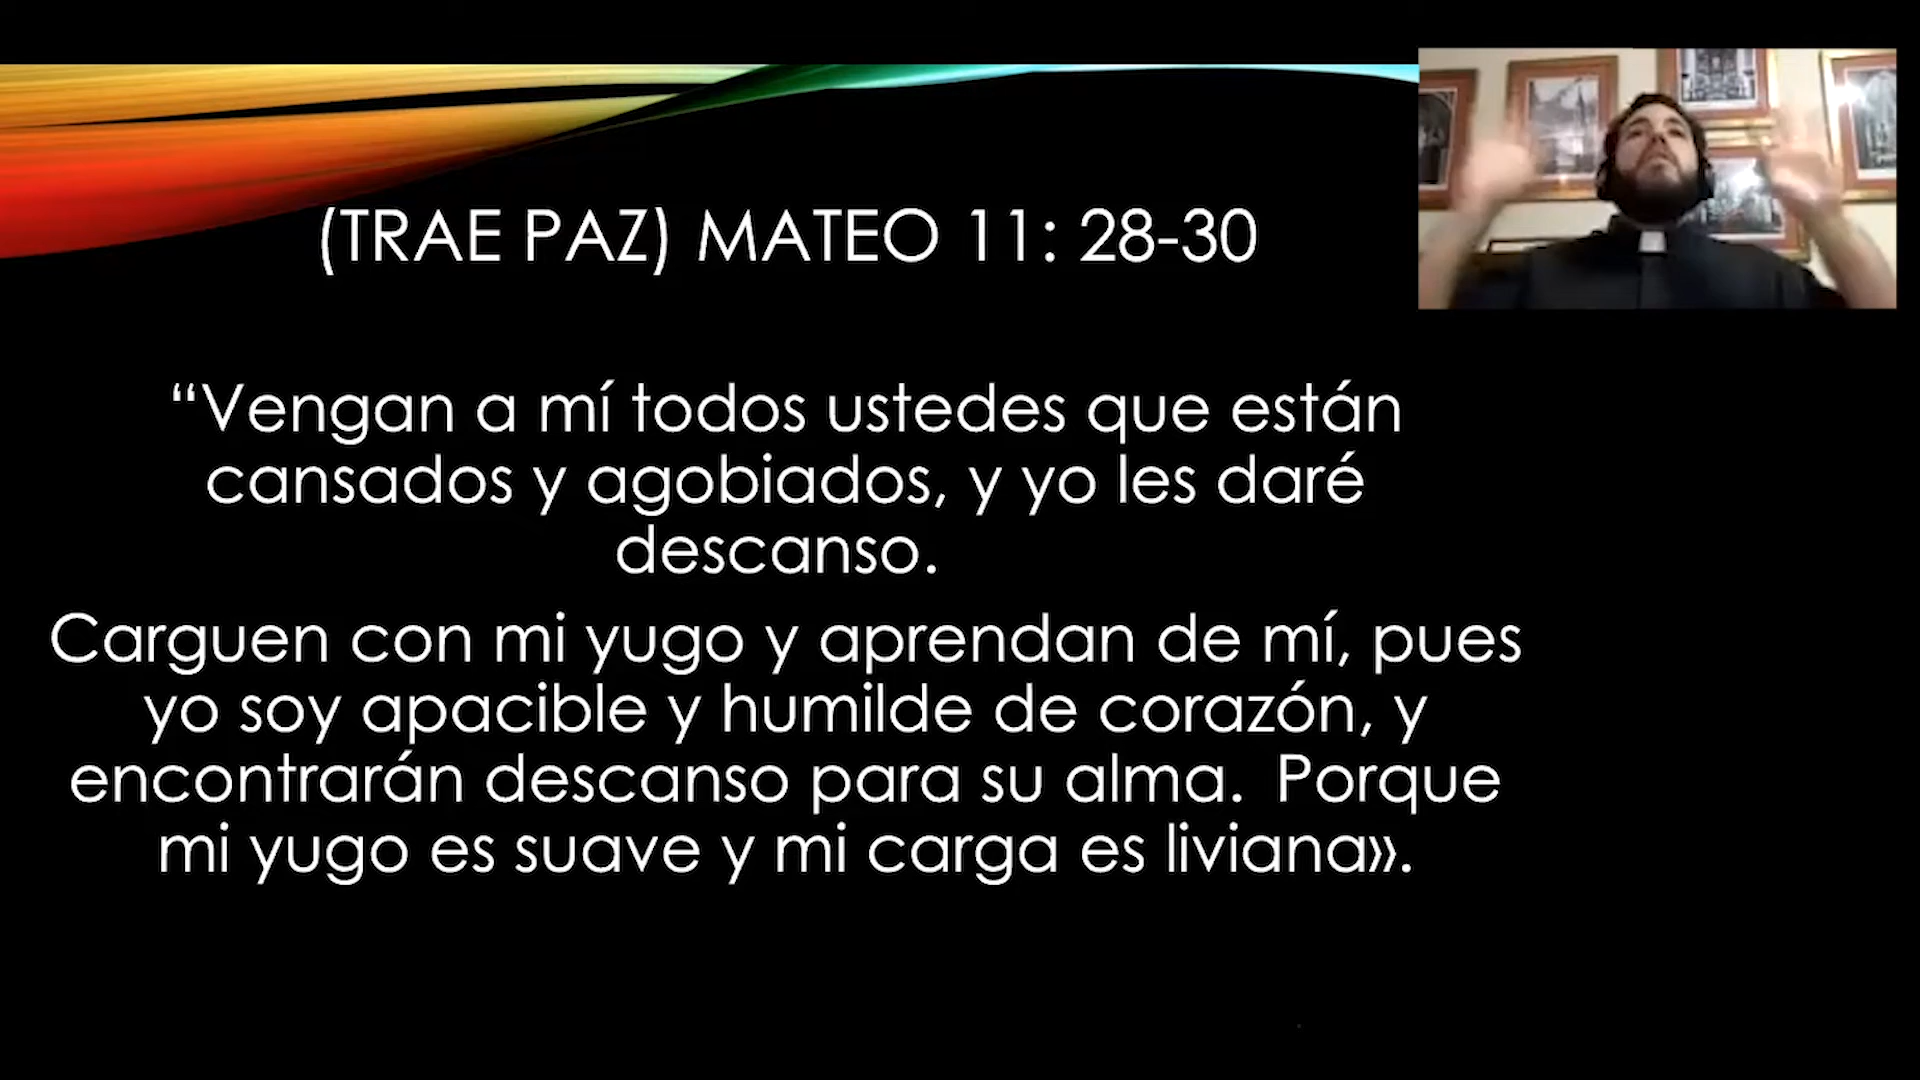 (TRAE PAZ) MATEO 11: 28-30
“Vengan a mí todos ustedes que están
cansados y agobiados, y yo les daré
descanso.
Carguen con mi yugo y aprendan de mí, pues
yo soy apacible y humilde de corazón, y
encontrarán descanso para su alma. Porque
mi yugo es suave y mi carga es liviana».